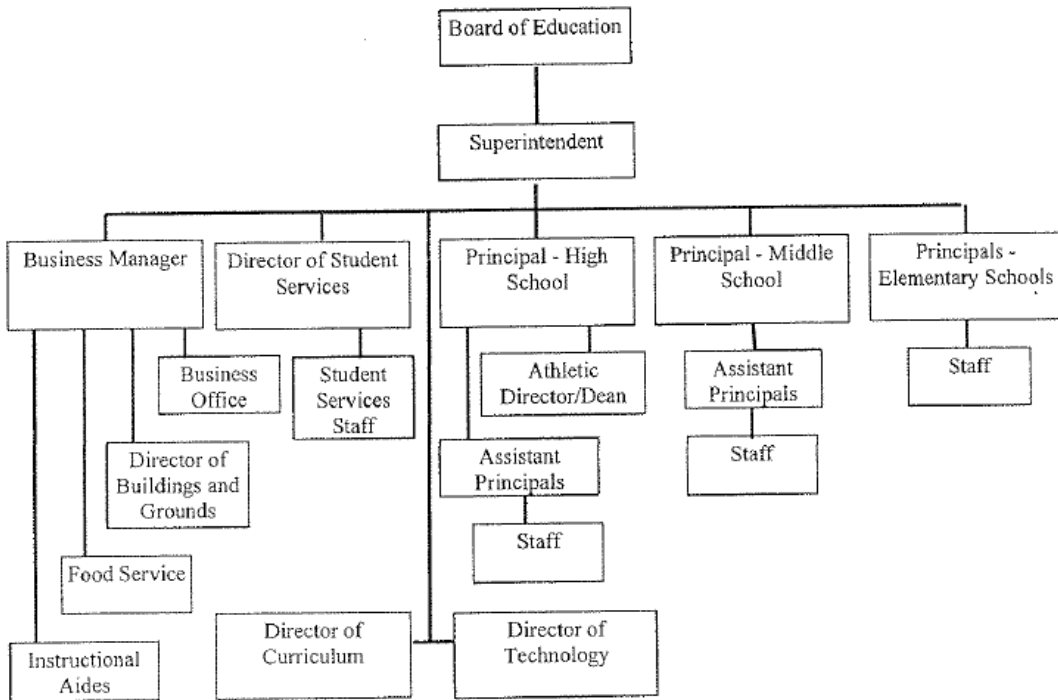 Board of Education
Superintendent
Business Manager
Director of Student
Services
Principal - High
School
Principal - Middle
School
Principals -
Elementary Schools
Business
Office
Student
Services
Staff
Athletic
Director/Dean
Assistant
Principals
Staff
Director of
Buildings and
Grounds
Assistant
Principals
Staff
Staff
Food Service
Instructional
Aides
Director of
Curriculum
Director of
Technology